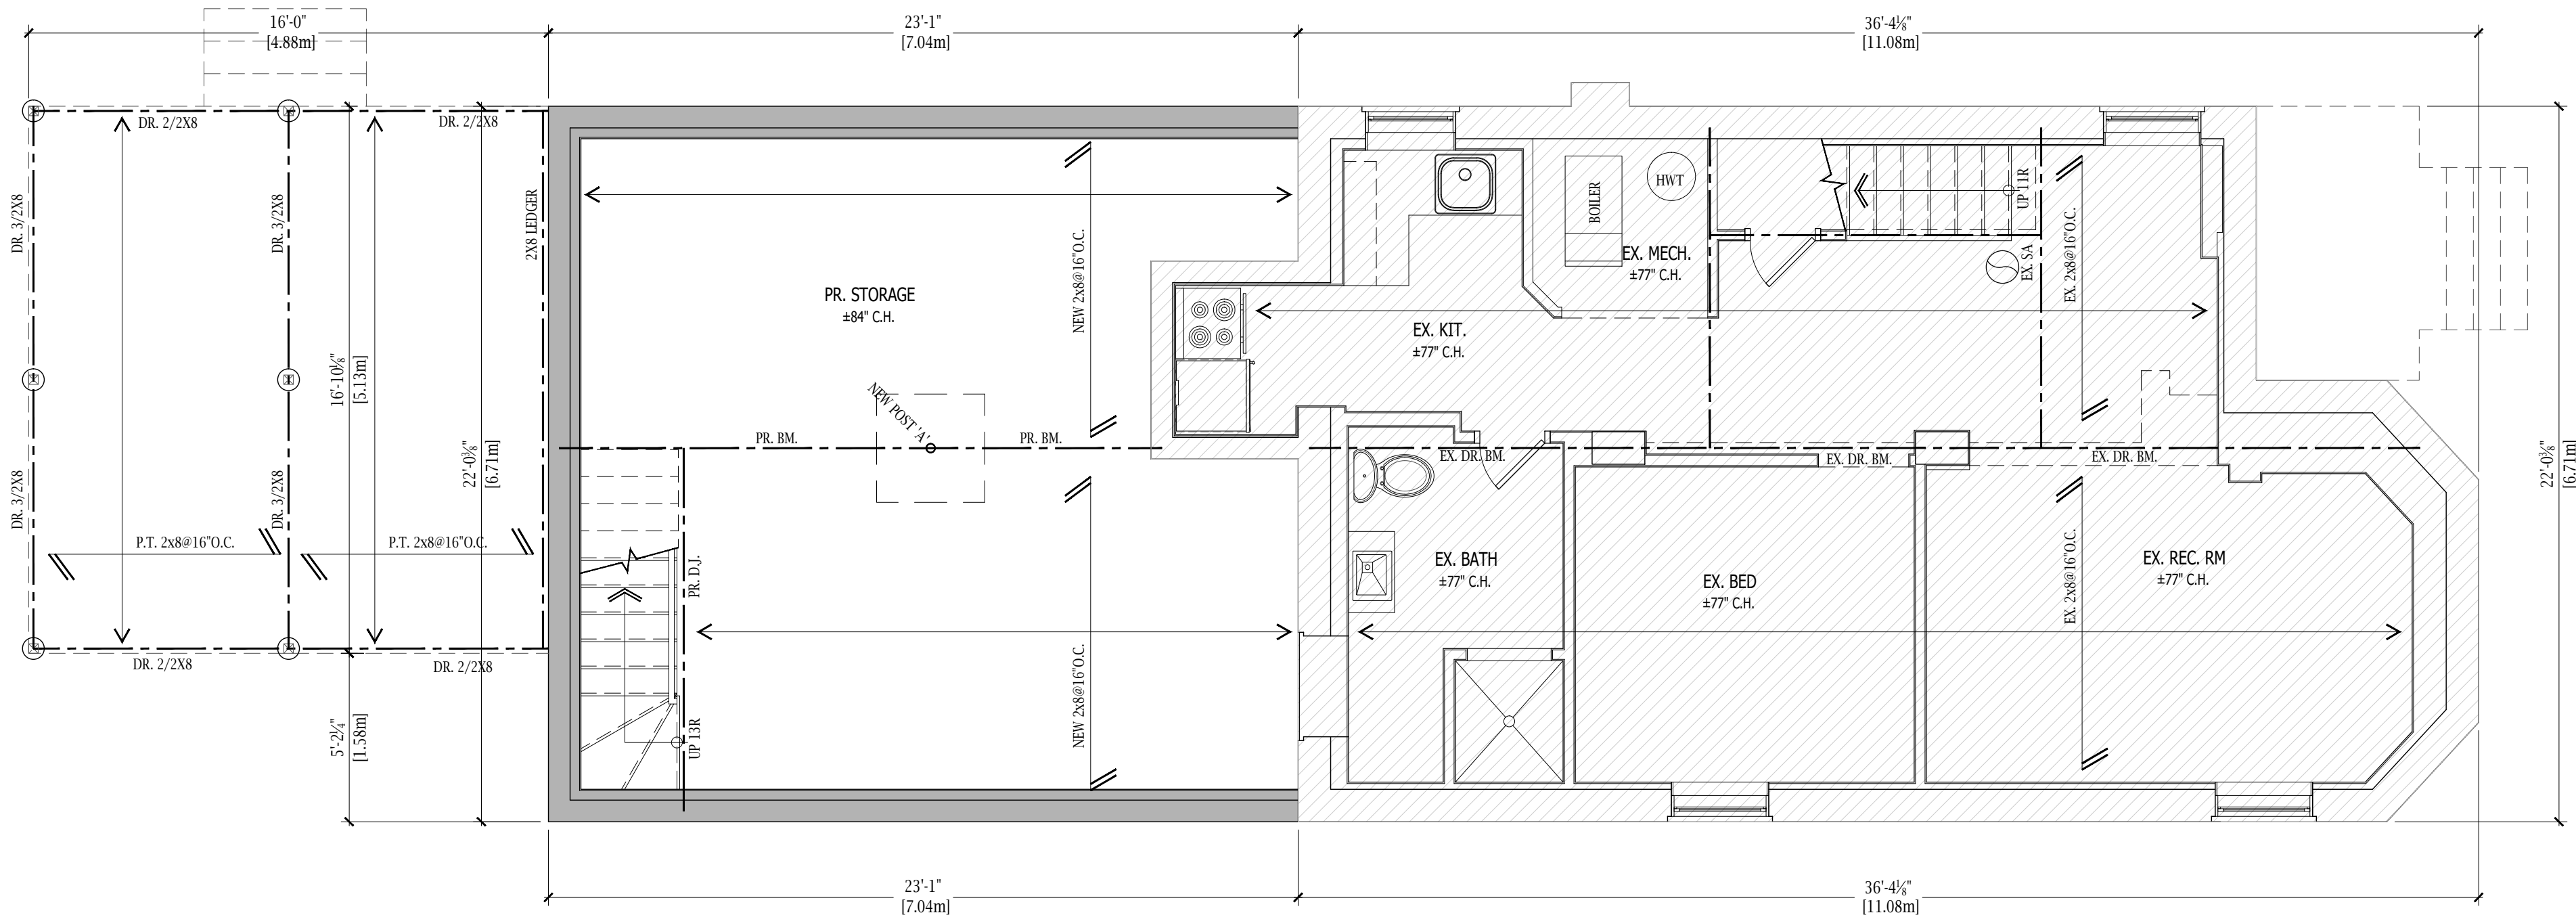 16'-0"
[4.88m]
23'-1"
[7.04m]
36'-4⅛"
[11.08m]
DR. 2/2X8
DR. 2/2X8
DR. 3/2X8
DR. 3/2X8
2X8 LEDGER
DR. 3/2X8
DR. 3/2X8
16'-10⅛"
[5.13m]
22'-0⅜"
[6.71m]
P.T. 2x8@16"O.C.
P.T. 2x8@16"O.C.
DR. 2/2X8
DR. 2/2X8
5'-2¼"
[1.58m]
PR. STORAGE
±84" C.H.
NEW 2x8@16"O.C.
NEW POST 'A'
PR. BM.
PR. BM.
PR. D.J.
UP 13R
NEW 2x8@16"O.C.
BOILER
HWT
EX. MECH.
±77" C.H.
UP 11R
EX. SA
EX. 2x8@16"O.C.
EX. KIT.
±77" C.H.
EX. DR. BM.
EX. DR. BM.
EX. DR. BM.
EX. BATH
±77" C.H.
EX. BED
±77" C.H.
EX. 2x8@16"O.C.
EX. REC. RM
±77" C.H.
22'-0⅜"
[6.71m]
23'-1"
[7.04m]
36'-4⅛"
[11.08m]